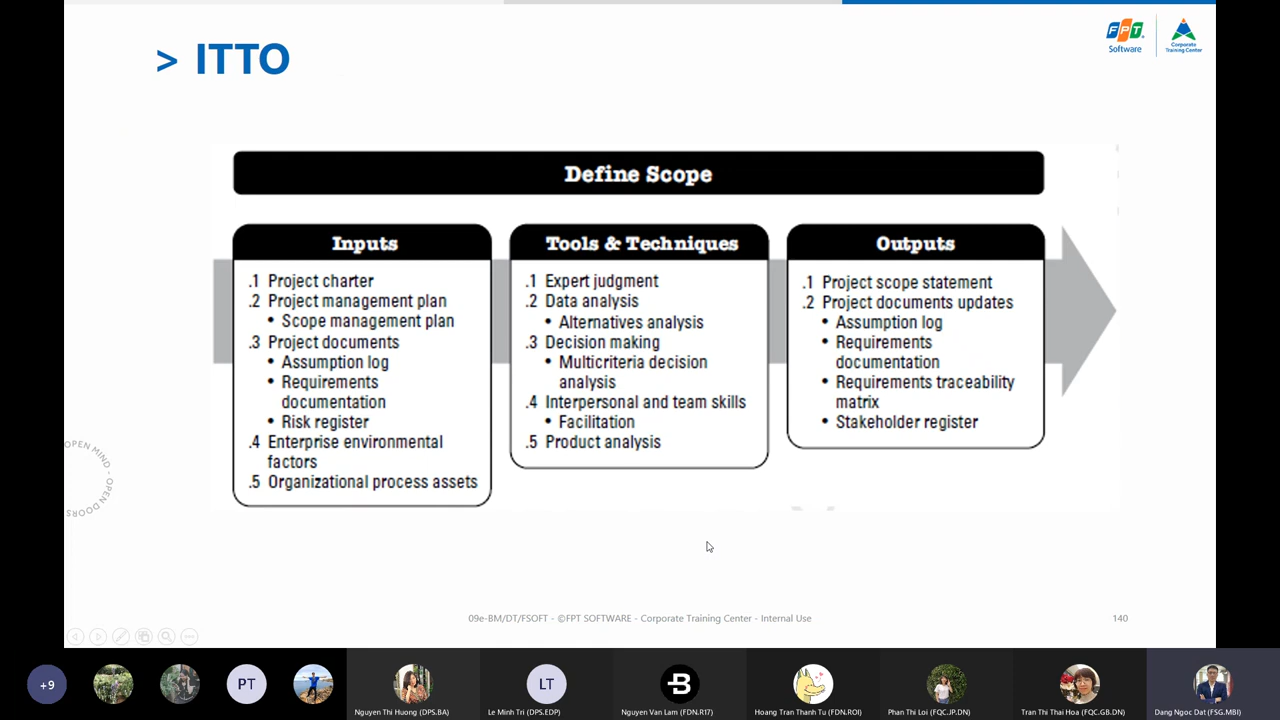 > ITTO
FPT
Software
Corporate
Training Center
Define Scope
Inputs
.1 Project charter
.2 Project management plan
• Scope management plan
.3 Project documents
• Assumption log
• Requirements
documentation
• Risk register
.4 Enterprise environmental
factors
.5 Organizational process assets
Tools & Techniques
.1 Expert judgment
.2 Data analysis
• Alternatives analysis
.3 Decision making
• Multicriteria decision
analysis
.4 Interpersonal and team skills
• Facilitation
.5 Product analysis
Outputs
.1 Project scope statement
.2 Project documents updates
• Assumption log
• Requirements
documentation
• Requirements traceability
matrix
• Stakeholder register
OPEN MIND - OPEN DOORS
09e-BM/DT/FSOFT - ©FPT SOFTWARE - Corporate Training Center - Internal Use
140
+9
PT
LT
B
Nguyen Thi Huong (DPS.BA)
Le Minh Tri (DPS.EDP)
Nguyen Van Lam (FDN.R17)
Hoang Tran Thanh Tu (FDN.ROI)
Phan Thi Loi (FQC.JP.DN)
Tran Thi Thai Hoa (FQC.GB.DN)
Dang Ngoc Dat (FSG.MBI)